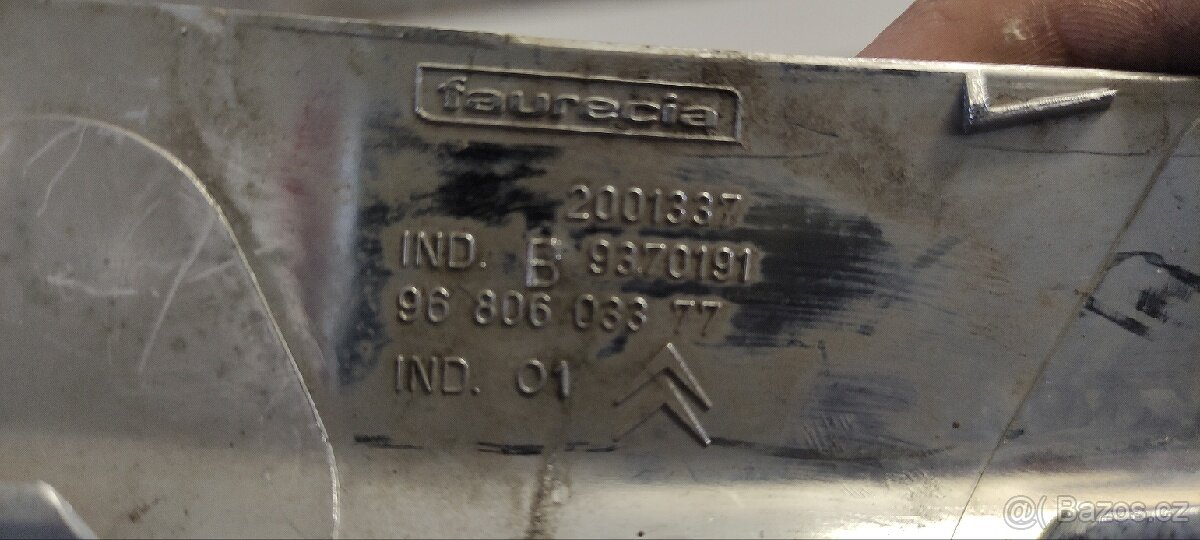 faurecia
2001337
IND. B 9370191
96 806 033 77
IND. 01
@( Bazos.cz